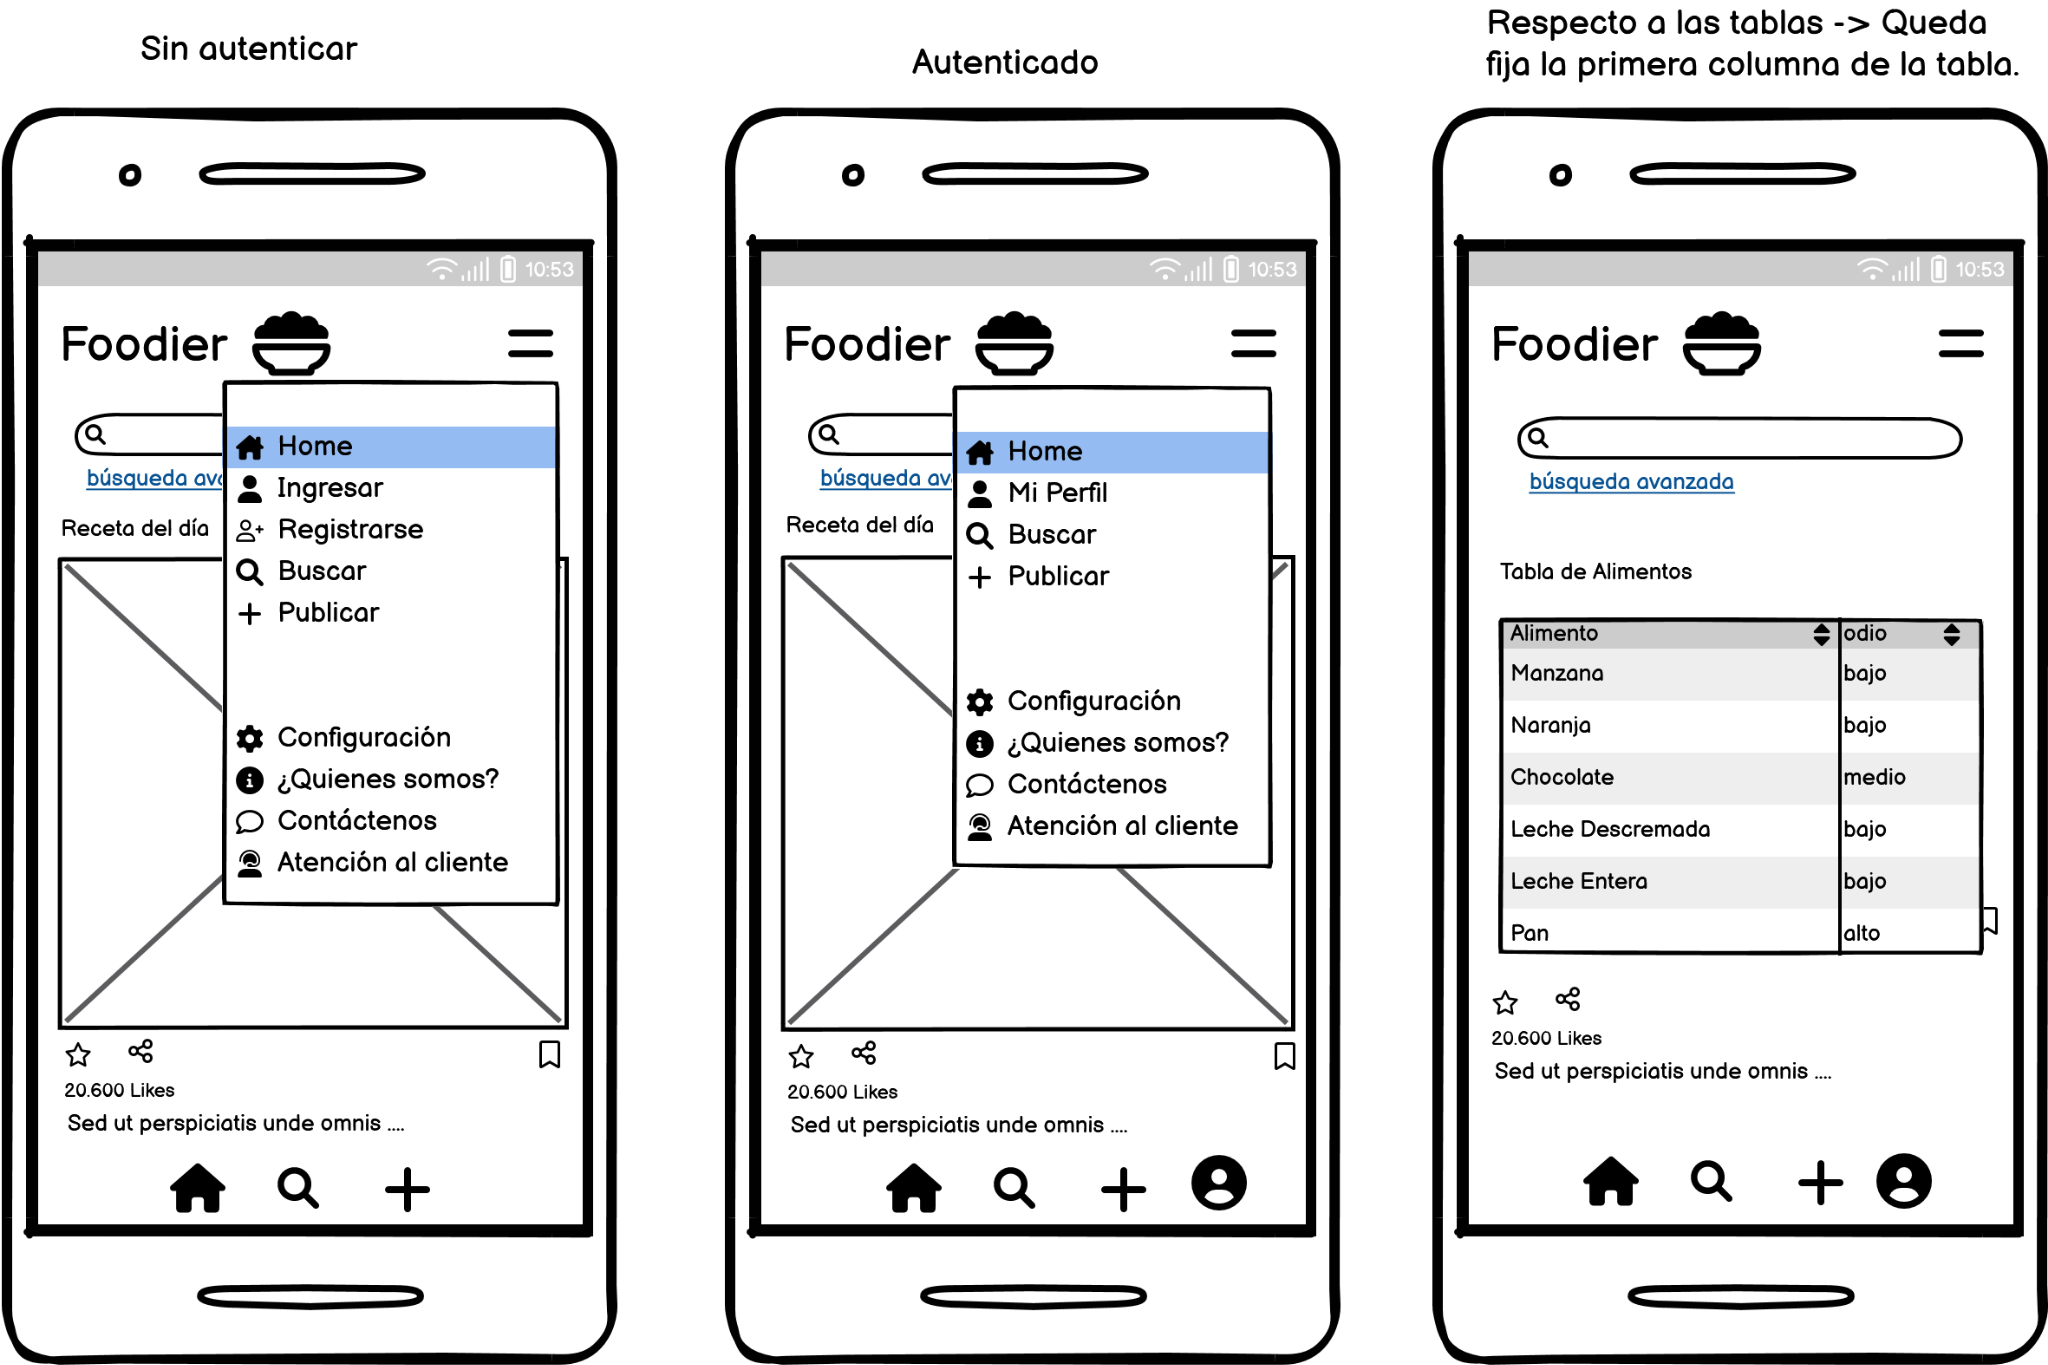 Sin autenticar
10:53
Foodier
Home
Ingresar
Registrarse
Buscar
Publicar
Configuración
¿Quienes somos?
Contáctenos
Atención al cliente
búsqueda av
Receta del día
20.600 Likes
Sed ut perspiciatis unde omnis ....
Autenticado
10:53
Foodier
Home
Mi Perfil
Buscar
Publicar
Configuración
¿Quienes somos?
Contáctenos
Atención al cliente
búsqueda av
Receta del día
20.600 Likes
Sed ut perspiciatis unde omnis ....
Respecto a las tablas -> Queda
fija la primera columna de la tabla.
10:53
Foodier
búsqueda avanzada
Tabla de Alimentos
Alimento odio
Manzana bajo
Naranja bajo
Chocolate medio
Leche Descremada bajo
Leche Entera bajo
Pan alto
20.600 Likes
Sed ut perspiciatis unde omnis ....